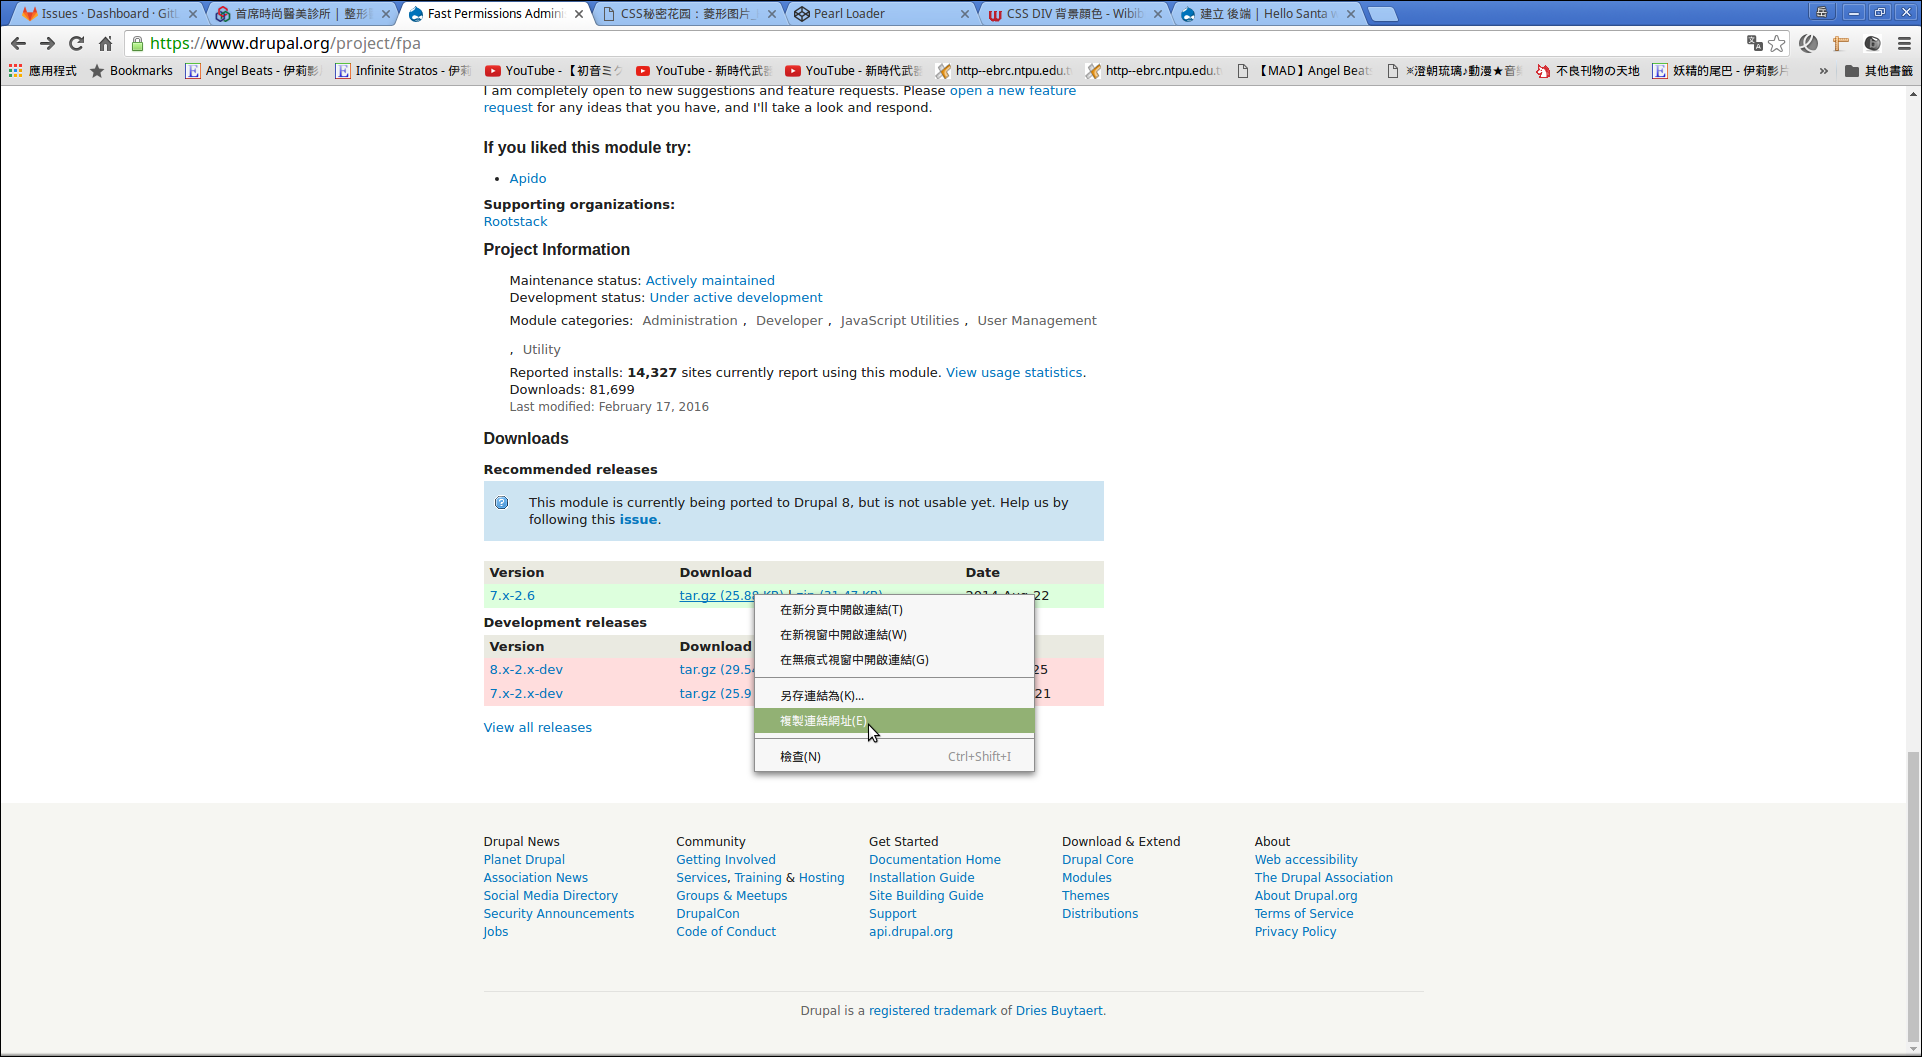 Issues · Dashboard · GitL
首席時尚醫美診所 | 整形
Fast Permissions Admini
CSS秘密花园：菱形图片_
Pearl Loader
CSS DIV 背景顏色 - Wibib
建立 後端 | Hello Santa w
岳
https://www.drupal.org/project/fpa
應用程式
Bookmarks
Angel Beats - 伊莉影
Infinite Stratos - 伊莉
YouTube - 【初音ミク
YouTube - 新時代武器
YouTube - 新時代武器
http--ebrc.ntpu.edu.t
http--ebrc.ntpu.edu.t
【MAD】Angel Beat
※澄朝琉璃♪動漫★音
不良刊物の天地
妖精的尾巴 - 伊莉影片
»
其他書籤
I am completely open to new suggestions and feature requests. Please open a new feature
request for any ideas that you have, and I'll take a look and respond.
If you liked this module try:
• Apido
Supporting organizations:
Rootstack
Project Information
Maintenance status: Actively maintained
Development status: Under active development
Module categories: Administration , Developer , JavaScript Utilities , User Management
, Utility
Reported installs: 14,327 sites currently report using this module. View usage statistics.
Downloads: 81,699
Last modified: February 17, 2016
Downloads
Recommended releases
This module is currently being ported to Drupal 8, but is not usable yet. Help us by
following this issue.
Version Download Date
7.x-2.6 tar.gz (25.88 KB) | zip (31.47 KB) 2014-Aug-22
Development releases
Version Download
8.x-2.x-dev tar.gz (29.54 25
7.x-2.x-dev tar.gz (25.9 21
View all releases
在新分頁中開啟連結(T)
在新視窗中開啟連結(W)
在無痕式視窗中開啟連結(G)
另存連結為(K)...
複製連結網址(E)
檢查(N) Ctrl+Shift+I
Drupal News
Planet Drupal
Association News
Social Media Directory
Security Announcements
Jobs
Community
Getting Involved
Services, Training & Hosting
Groups & Meetups
DrupalCon
Code of Conduct
Get Started
Documentation Home
Installation Guide
Site Building Guide
Support
api.drupal.org
Download & Extend
Drupal Core
Modules
Themes
Distributions
About
Web accessibility
The Drupal Association
About Drupal.org
Terms of Service
Privacy Policy
Drupal is a registered trademark of Dries Buytaert.